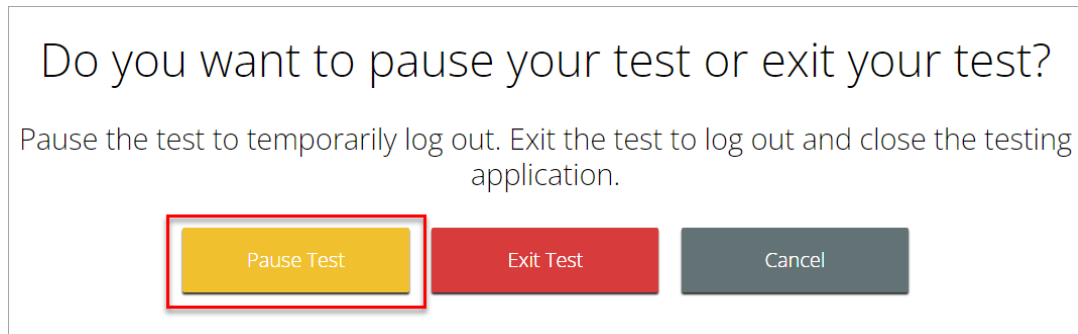 Do you want to pause your test or exit your test?
Pause the test to temporarily log out. Exit the test to log out and close the testing
application.
Pause Test Exit Test Cancel